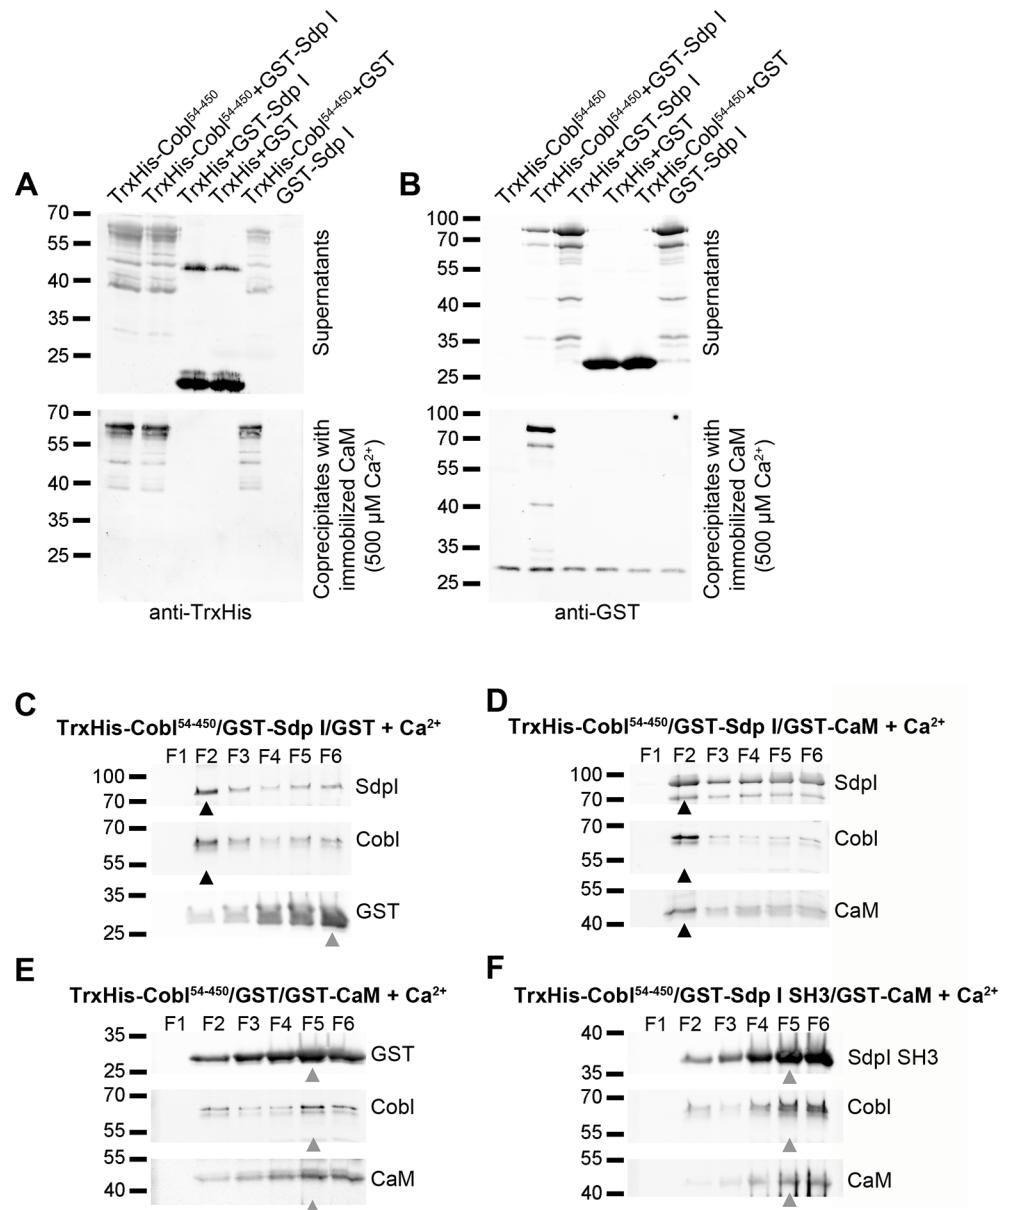 TrxHis-Cobl54-450
TrxHis-Cobl54-450+GST-Sdp I
TrxHis+GST-Sdp I
TrxHis+GST
TrxHis-Cobl54-450+GST
GST-Sdp I
A
70
55
40
35
25
Supernatants
70
55
40
35
25
Coprecipitates with
immobilized CaM
(500 µM Ca2+)
anti-TrxHis
TrxHis-Cobl54-450
TrxHis-Cobl54-450+GST-Sdp I
TrxHis+GST-Sdp I
TrxHis+GST
TrxHis-Cobl54-450+GST
GST-Sdp I
B
100
70
55
40
35
25
Supernatants
100
70
55
40
35
25
Coprecipitates with
immobilized CaM
(500 µM Ca2+)
anti-GST
C
TrxHis-Cobl54-450/GST-Sdp I/GST + Ca2+
F1 F2 F3 F4 F5 F6
100
70
SdpI
70
55
Cobl
35
25
GST
D
TrxHis-Cobl54-450/GST-Sdp I/GST-CaM + Ca2+
F1 F2 F3 F4 F5 F6
100
70
SdpI
70
55
Cobl
55
40
CaM
E
TrxHis-Cobl54-450/GST/GST-CaM + Ca2+
F1 F2 F3 F4 F5 F6
35
25
GST
70
55
Cobl
55
40
CaM
F
TrxHis-Cobl54-450/GST-Sdp I SH3/GST-CaM + Ca2+
F1 F2 F3 F4 F5 F6
40
35
SdpI SH3
70
55
Cobl
55
40
CaM